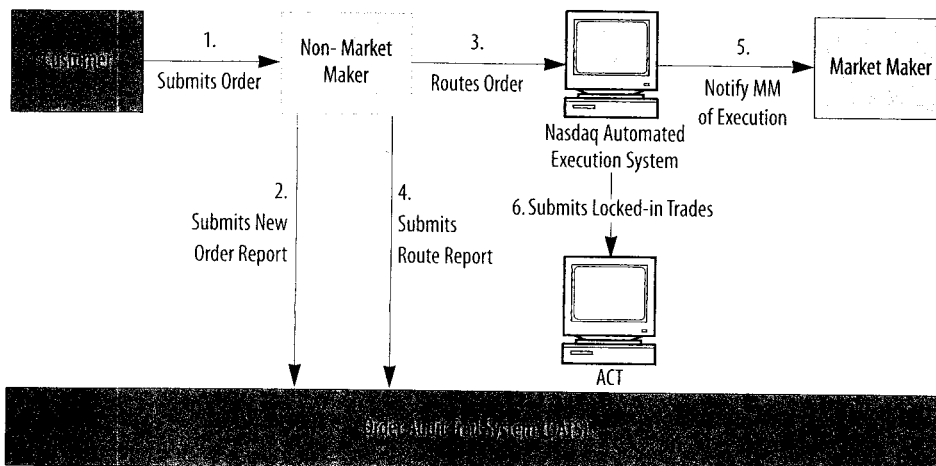 Customer
1.
Submits Order
Non- Market
Maker
3.
Routes Order
Nasdaq Automated
Execution System
5.
Notify MM
of Execution
Market Maker
2.
Submits New
Order Report
4.
Submits
Route Report
6. Submits Locked-in Trades
ACT
Order Audit Trail System (OATS)